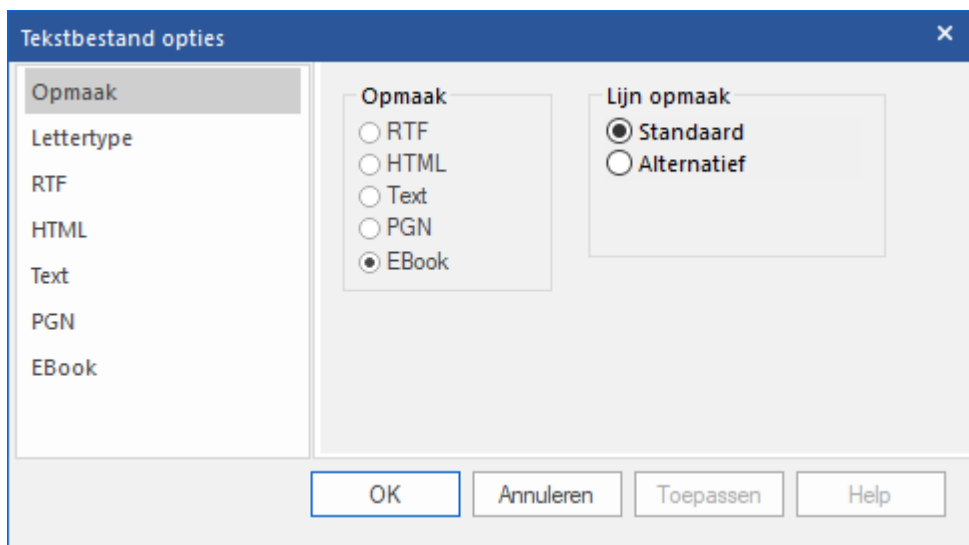 Tekstbestand opties
Opmaak
Lettertype
RTF
HTML
Text
PGN
EBook
Opmaak
RTF
HTML
Text
PGN
EBook
Lijn opmaak
Standaard
Alternatief
OK Annuleren Toepassen Help